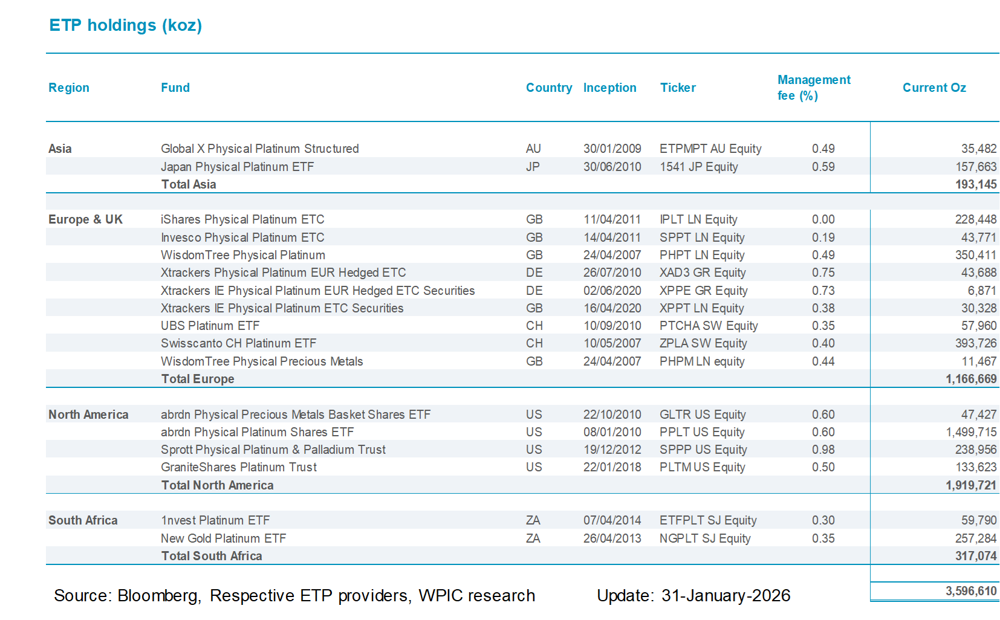 ETP holdings (koz)
Region Fund Country Inception Ticker Management fee (%) Current Oz
Asia Global X Physical Platinum Structured AU 30/01/2009 ETPMPT AU Equity 0.49 35,482
Japan Physical Platinum ETF JP 30/06/2010 1541 JP Equity 0.59 157,663
Total Asia 193,145
Europe & UK iShares Physical Platinum ETC GB 11/04/2011 IPLT LN Equity 0.00 228,448
Invesco Physical Platinum ETC GB 14/04/2011 SPPT LN Equity 0.19 43,771
WisdomTree Physical Platinum GB 24/04/2007 PHPT LN Equity 0.49 350,411
Xtrackers Physical Platinum EUR Hedged ETC DE 26/07/2010 XAD3 GR Equity 0.75 43,688
Xtrackers IE Physical Platinum EUR Hedged ETC Securities DE 02/06/2020 XPPE GR Equity 0.73 6,871
Xtrackers IE Physical Platinum ETC Securities GB 16/04/2020 XPPT LN Equity 0.38 30,328
UBS Platinum ETF CH 10/09/2010 PTCHA SW Equity 0.35 57,960
Swisscanto CH Platinum ETF CH 10/05/2007 ZPLA SW Equity 0.40 393,726
WisdomTree Physical Precious Metals GB 24/04/2007 PHPM LN equity 0.44 11,467
Total Europe 1,166,669
North America abrdn Physical Precious Metals Basket Shares ETF US 22/10/2010 GLTR US Equity 0.60 47,427
abrdn Physical Platinum Shares ETF US 08/01/2010 PPLT US Equity 0.60 1,499,715
Sprott Physical Platinum & Palladium Trust US 19/12/2012 SPPP US Equity 0.98 238,956
GraniteShares Platinum Trust US 22/01/2018 PLTM US Equity 0.50 133,623
Total North America 1,919,721
South Africa 1nvest Platinum ETF ZA 07/04/2014 ETFPLT SJ Equity 0.30 59,790
New Gold Platinum ETF ZA 26/04/2013 NGPLT SJ Equity 0.35 257,284
Total South Africa 317,074
3,596,610
Source: Bloomberg, Respective ETP providers, WPIC research Update: 31-January-2026